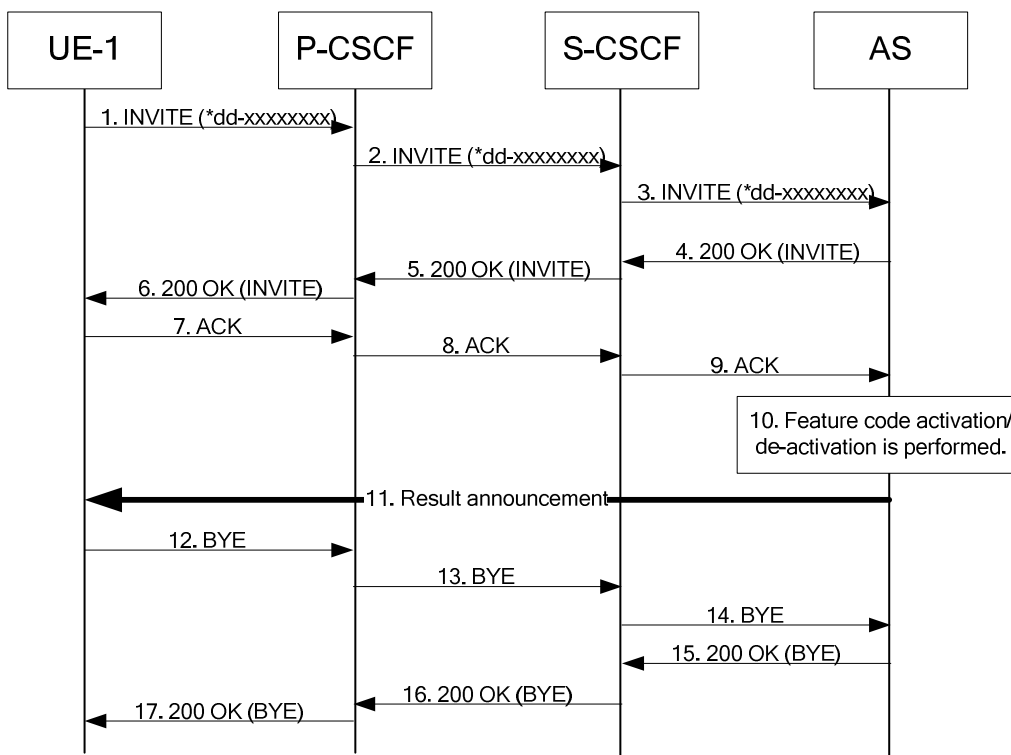 UE-1
P-CSCF
S-CSCF
AS
1. INVITE (*dd-xxxxxxxx)
2. INVITE (*dd-xxxxxxxx)
3. INVITE (*dd-xxxxxxxx)
4. 200 OK (INVITE)
5. 200 OK (INVITE)
6. 200 OK (INVITE)
7. ACK
8. ACK
9. ACK
10. Feature code activation/
de-activation is performed.
11. Result announcement
12. BYE
13. BYE
14. BYE
15. 200 OK (BYE)
16. 200 OK (BYE)
17. 200 OK (BYE)